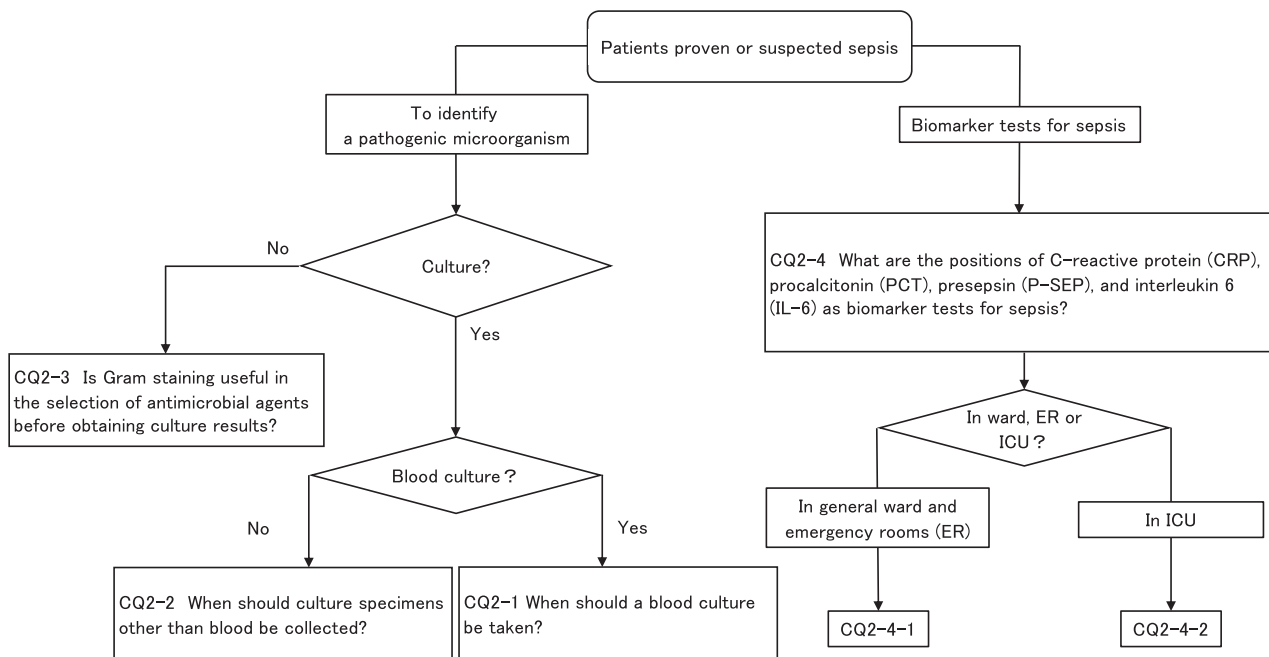 Patients proven or suspected sepsis
To identify
a pathogenic microorganism
Biomarker tests for sepsis
Culture?
No
Yes
CQ2-3 Is Gram staining useful in
the selection of antimicrobial agents
before obtaining culture results?
Blood culture？
No
Yes
CQ2-2 When should culture specimens
other than blood be collected?
CQ2-1 When should a blood culture
be taken?
CQ2-4 What are the positions of C-reactive protein (CRP),
procalcitonin (PCT), presepsin (P-SEP), and interleukin 6
(IL-6) as biomarker tests for sepsis?
In ward, ER or
ICU？
In general ward and
emergency rooms (ER)
In ICU
CQ2-4-1
CQ2-4-2